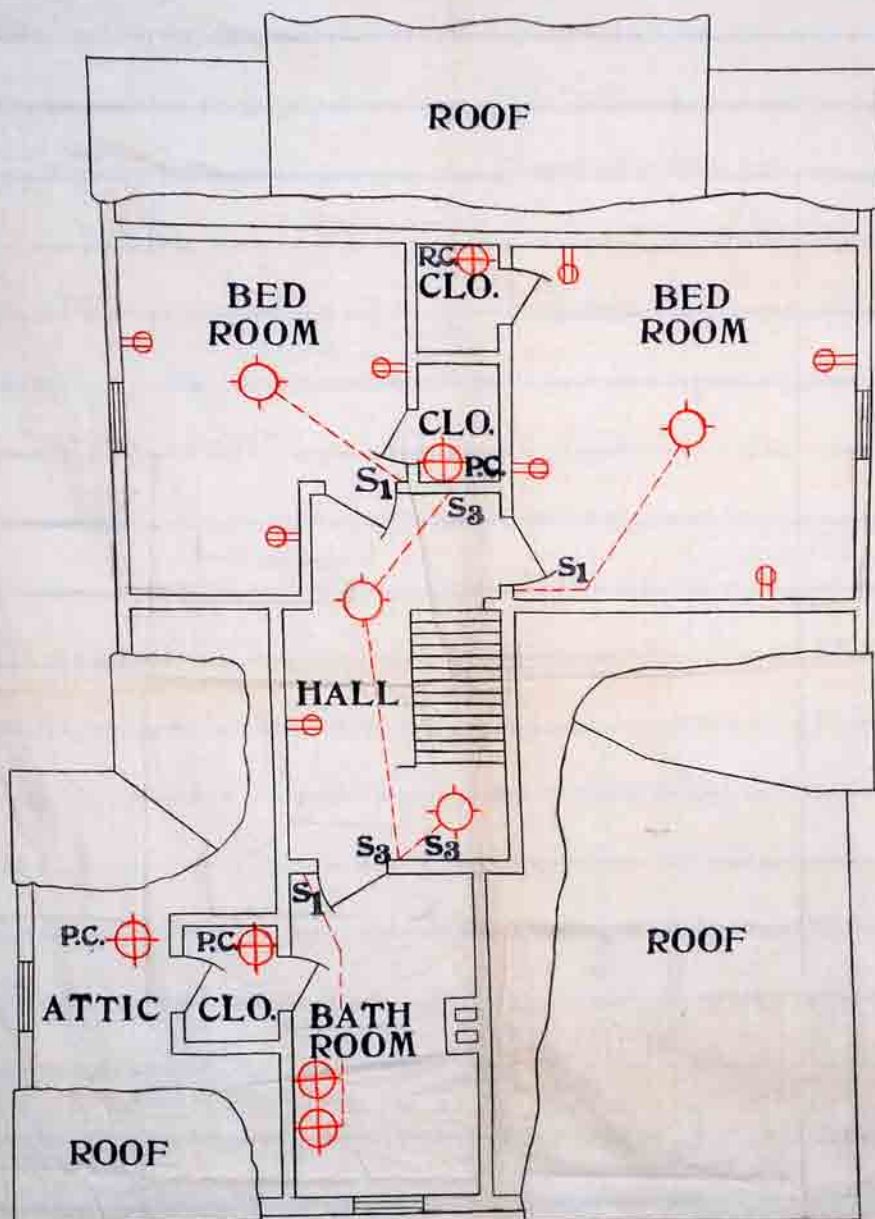 ROOF
P.C.
CLO.
BED
ROOM
BED
ROOM
CLO.
P.C.
S1
S3
S1
HALL
S3
S3
S1
P.C.
P.C.
ROOF
ATTIC
CLO.
BATH
ROOM
ROOF